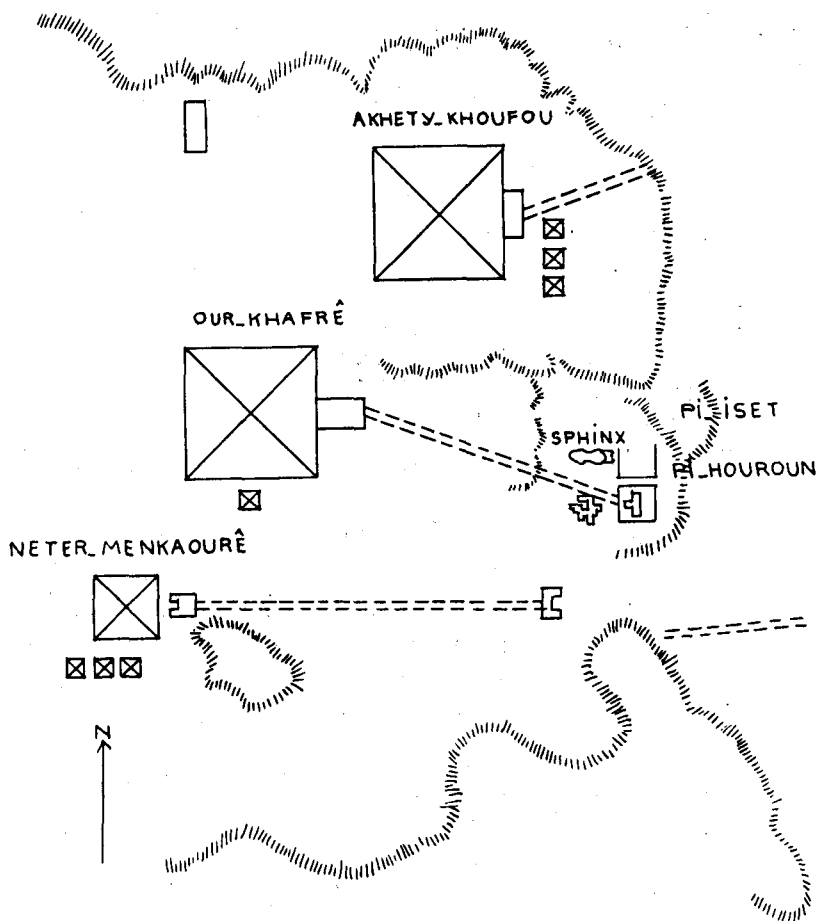 AKHETY_KHOUFOU
OUR_KHAFRÊ
Pi_iSET
SPHiNX
Pi_HOUROUN
NETER_MENKAOURÊ
N